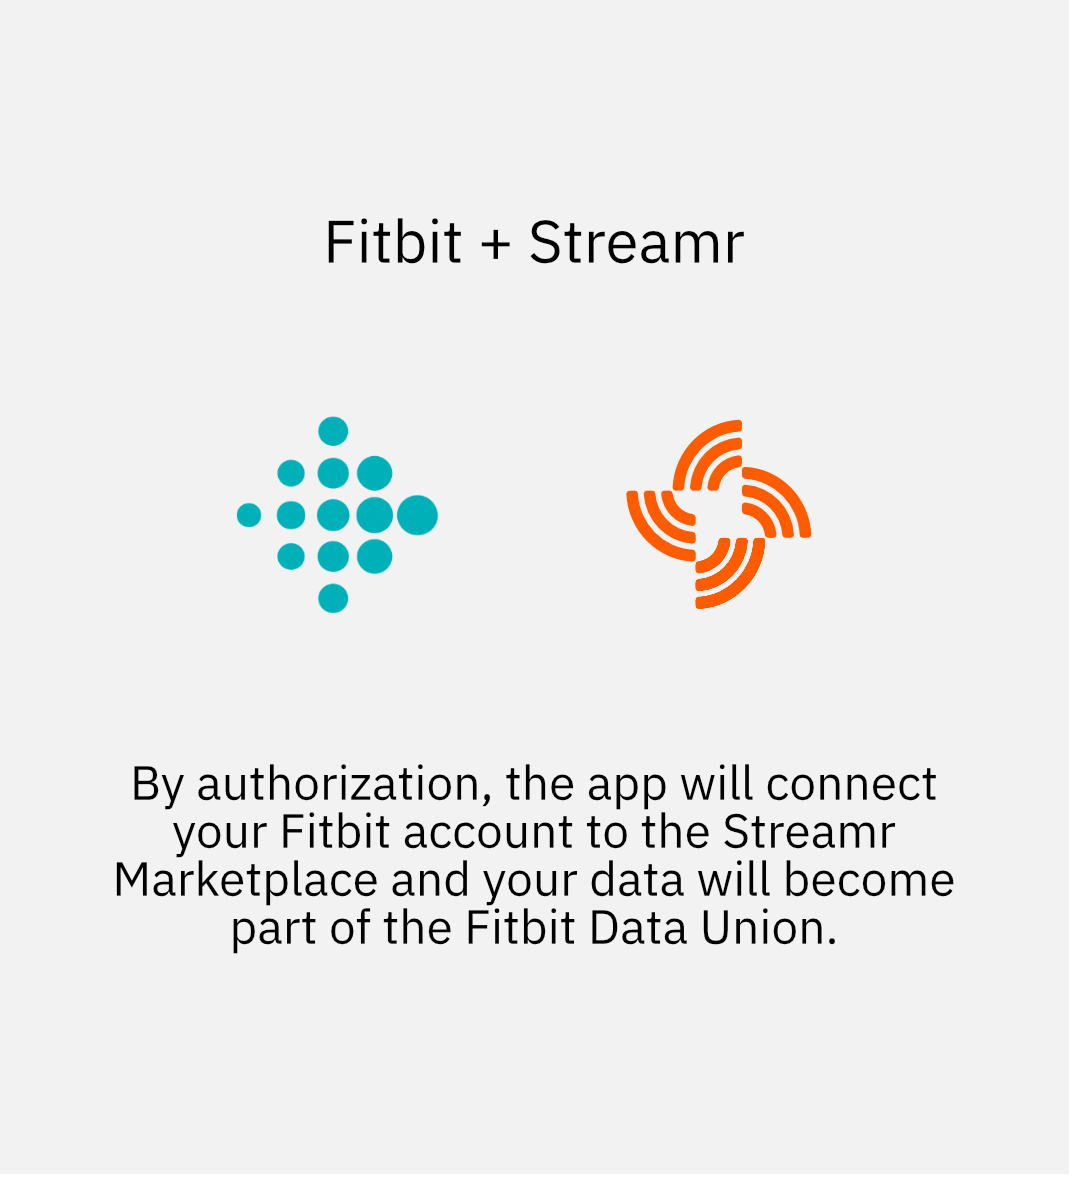 Fitbit + Streamr
By authorization, the app will connect
your Fitbit account to the Streamr
Marketplace and your data will become
part of the Fitbit Data Union.